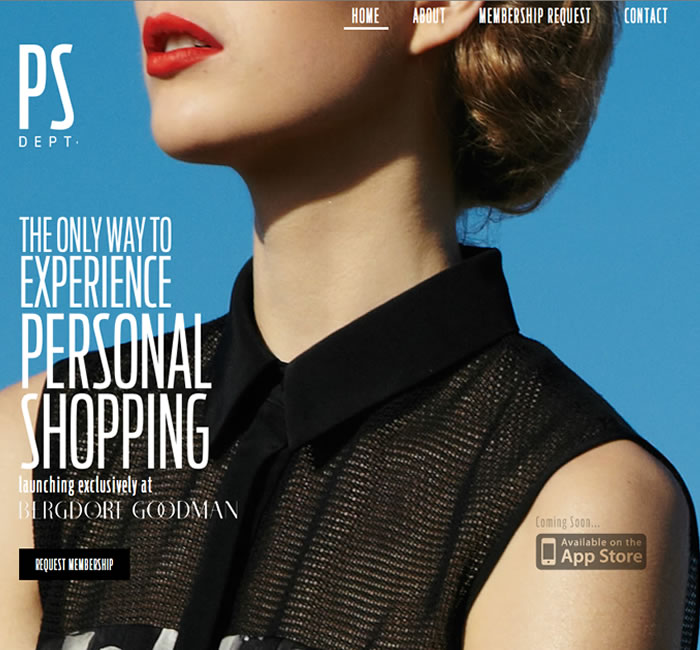 HOME ABOUT MEMBERSHIP REQUEST CONTACT
PS
DEPT.
THE ONLY WAY TO
EXPERIENCE
PERSONAL
SHOPPING
launching exclusively at
BERGDORF GOODMAN
REQUEST MEMBERSHIP
Coming Soon...
Available on the
App Store